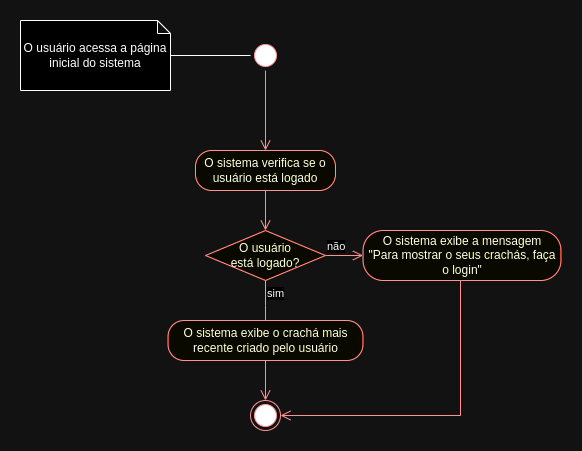 O usuário acessa a página
inicial do sistema
O sistema verifica se o
usuário está logado
O usuário
está logado?
não
O sistema exibe a mensagem
"Para mostrar o seus crachás, faça
o login"
sim
O sistema exibe o crachá mais
recente criado pelo usuário